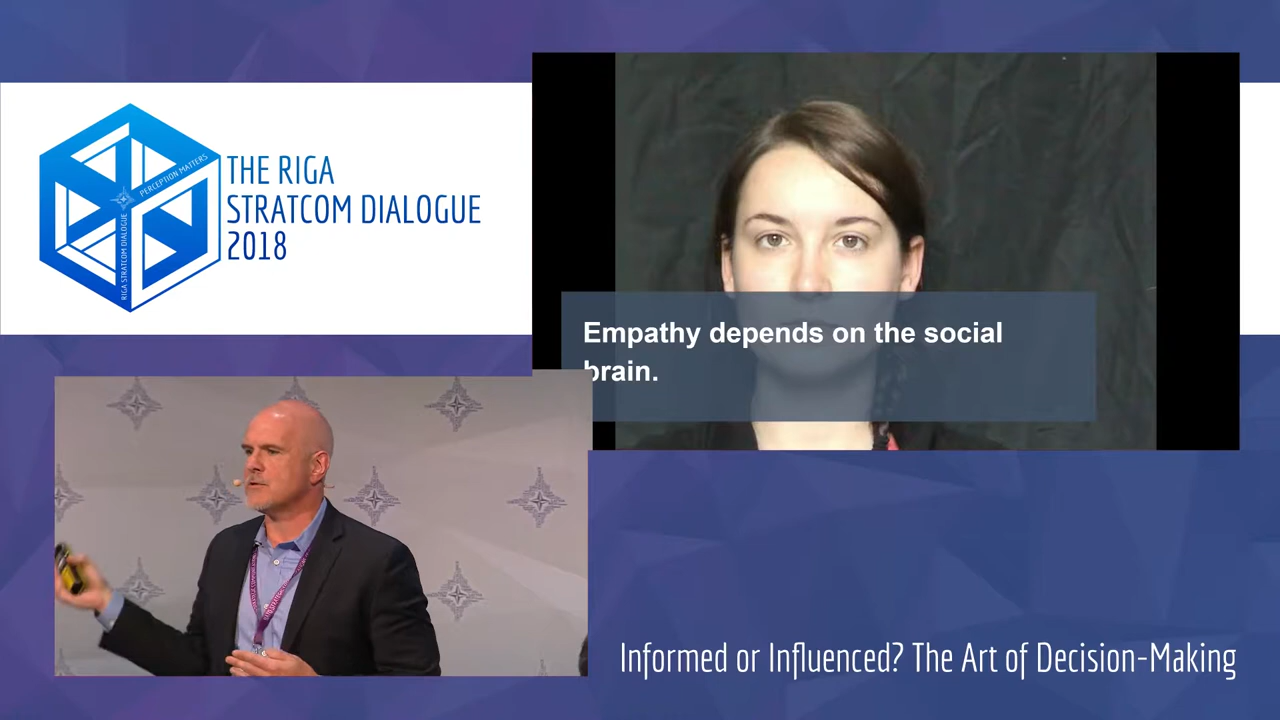 PERCEPTION MATTERS
RIGA STRATCOM DIALOGUE
THE RIGA
STRATCOM DIALOGUE
2018
Empathy depends on the social
brain.
Informed or Influenced? The Art of Decision-Making